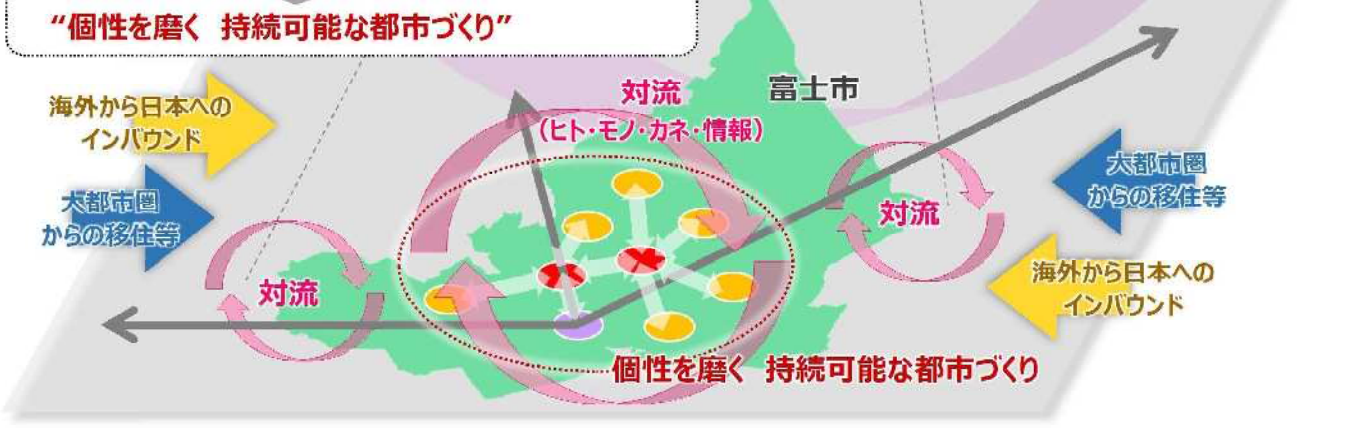 “個性を磨く 持続可能な都市づくり”
海外から日本への
インバウンド
大都市圏
からの移住等
対流
(ヒト・モノ・カネ・情報)
富士市
対流
対流
大都市圏
からの移住等
海外から日本への
インバウンド
個性を磨く 持続可能な都市づくり